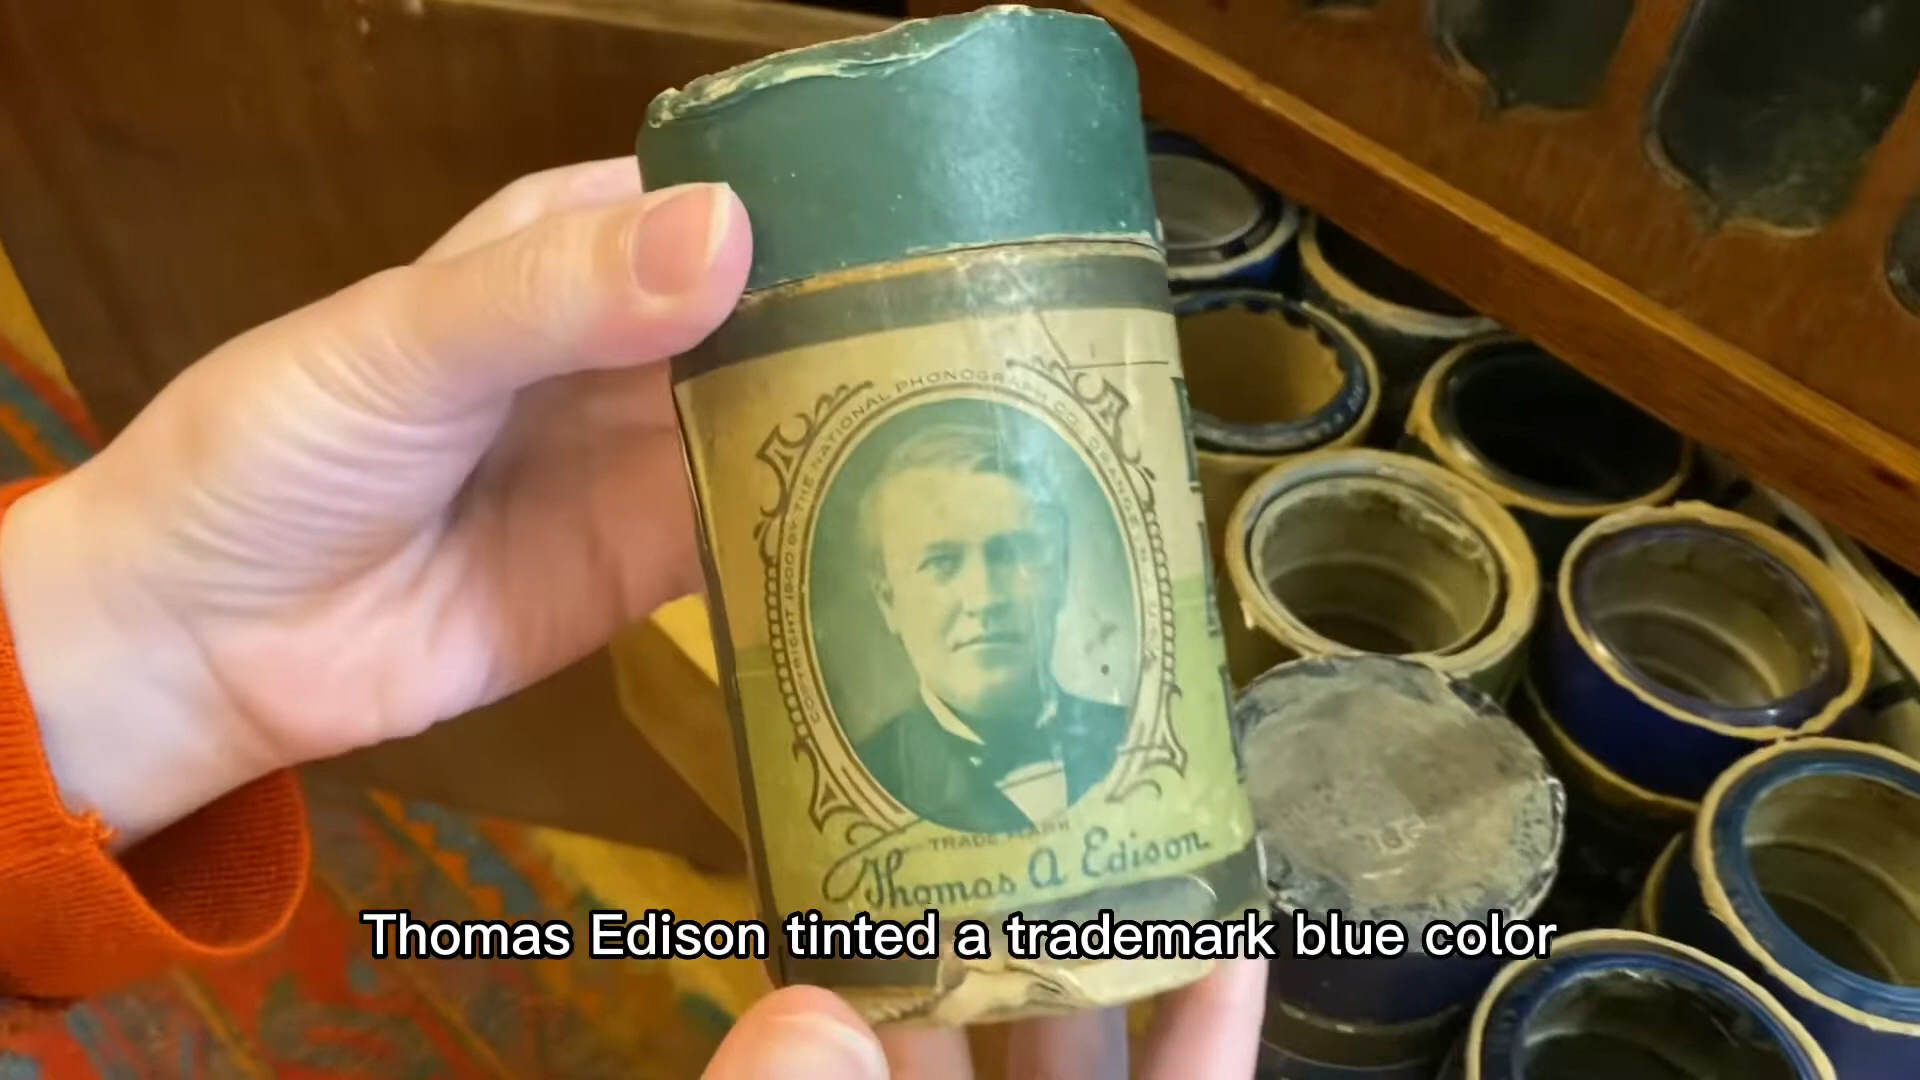 COPYRIGHT 1900 BY THE NATIONAL PHONOGRAPH CO., ORANGE, N.J. U.S.A.
TRADE MARK
Thomas A Edison
Thomas Edison tinted a trademark blue color